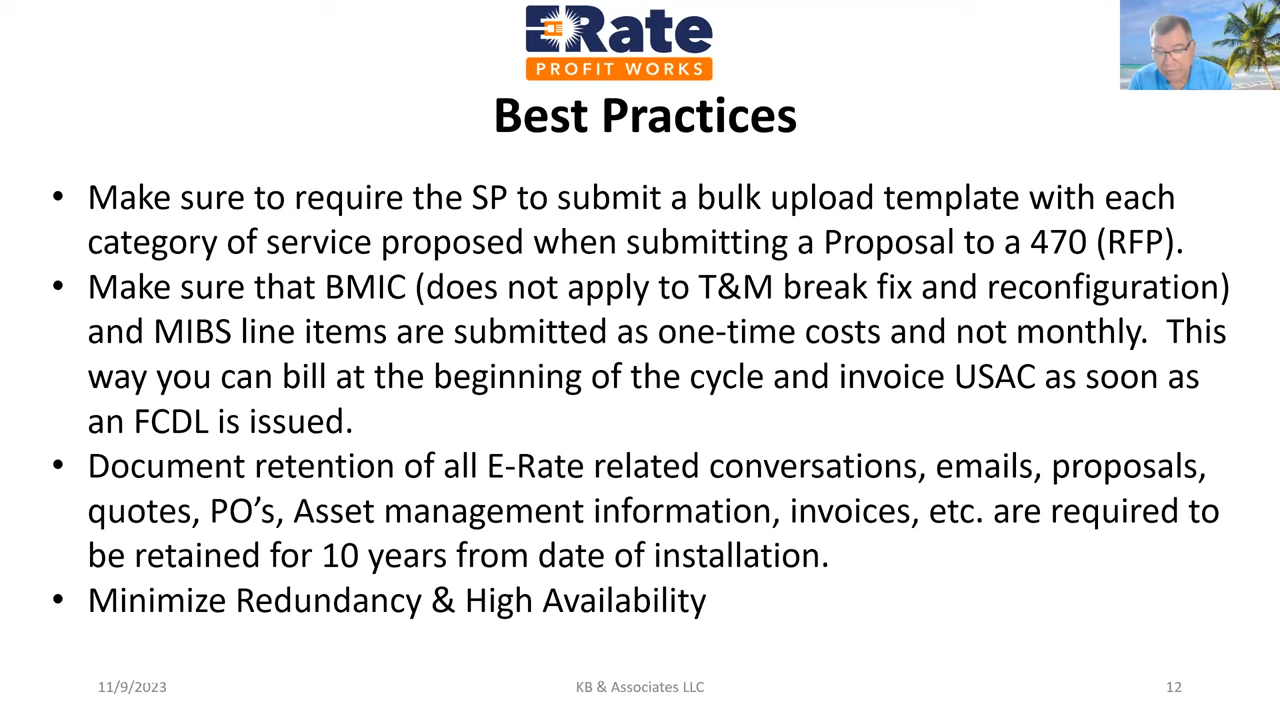 ERate
PROFIT WORKS
Best Practices
• Make sure to require the SP to submit a bulk upload template with each
category of service proposed when submitting a Proposal to a 470 (RFP).
• Make sure that BMIC (does not apply to T&M break fix and reconfiguration)
and MIBS line items are submitted as one-time costs and not monthly.  This
way you can bill at the beginning of the cycle and invoice USAC as soon as
an FCDL is issued.
• Document retention of all E-Rate related conversations, emails, proposals,
quotes, PO’s, Asset management information, invoices, etc. are required to
be retained for 10 years from date of installation.
• Minimize Redundancy & High Availability
11/9/2023
KB & Associates LLC
12